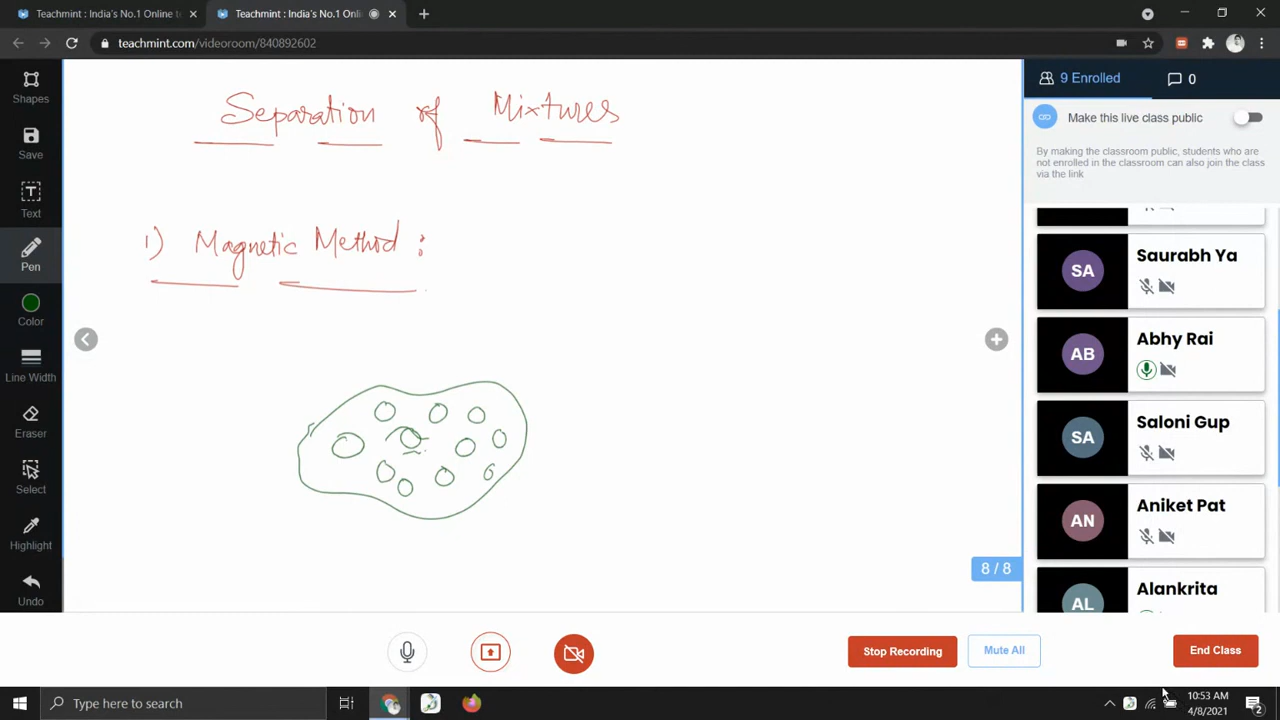 Teachmint : India's No.1 Online t
Teachmint : India's No.1 Online
teachmint.com/videoroom/840892602
Shapes
Save
Text
Pen
Color
Line Width
Eraser
Select
Highlight
Undo
Separation of Mixtures
1) Magnetic Method :
8 / 8
9 Enrolled
0
Make this live class public
By making the classroom public, students who are
not enrolled in the classroom can also join the class
via the link
SA
Saurabh Ya
AB
Abhy Rai
SA
Saloni Gup
AN
Aniket Pat
AL
Alankrita
Stop Recording
Mute All
End Class
Type here to search
10:53 AM
4/8/2021
2